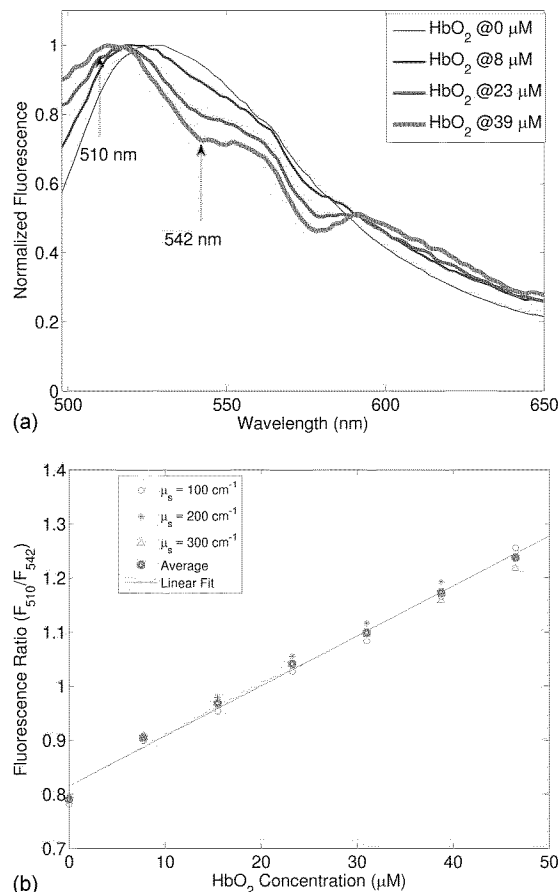 HbO2 @0 μM
HbO2 @8 μM
HbO2 @23 μM
HbO2 @39 μM
510 nm
542 nm
Normalized Fluorescence
1
0.8
0.6
0.4
0.2
0
500 550 600 650
Wavelength (nm)
(a)
μs = 100 cm-1
μs = 200 cm-1
μs = 300 cm-1
Average
Linear Fit
Fluorescence Ratio (F510/F542)
1.4
1.3
1.2
1.1
1
0.9
0.8
0.7
0 10 20 30 40 50
HbO2 Concentration (μM)
(b)